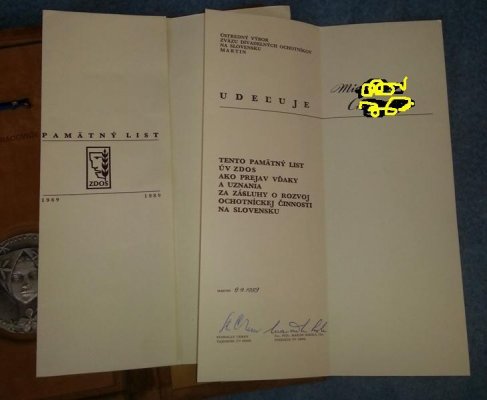 PAMÄTNÝ LIST
ZDOS
1969 1989
ÚSTREDNÝ VÝBOR
ZVÄZU DIVADELNÝCH OCHOTNÍKOV
NA SLOVENSKU
MARTIN
UDEĽUJE
TENTO PAMÄTNÝ LIST
ÚV ZDOS
AKO PREJAV VĎAKY
A UZNANIA
ZA ZÁSLUHY O ROZVOJ
OCHOTNÍCKEJ ČINNOSTI
NA SLOVENSKU